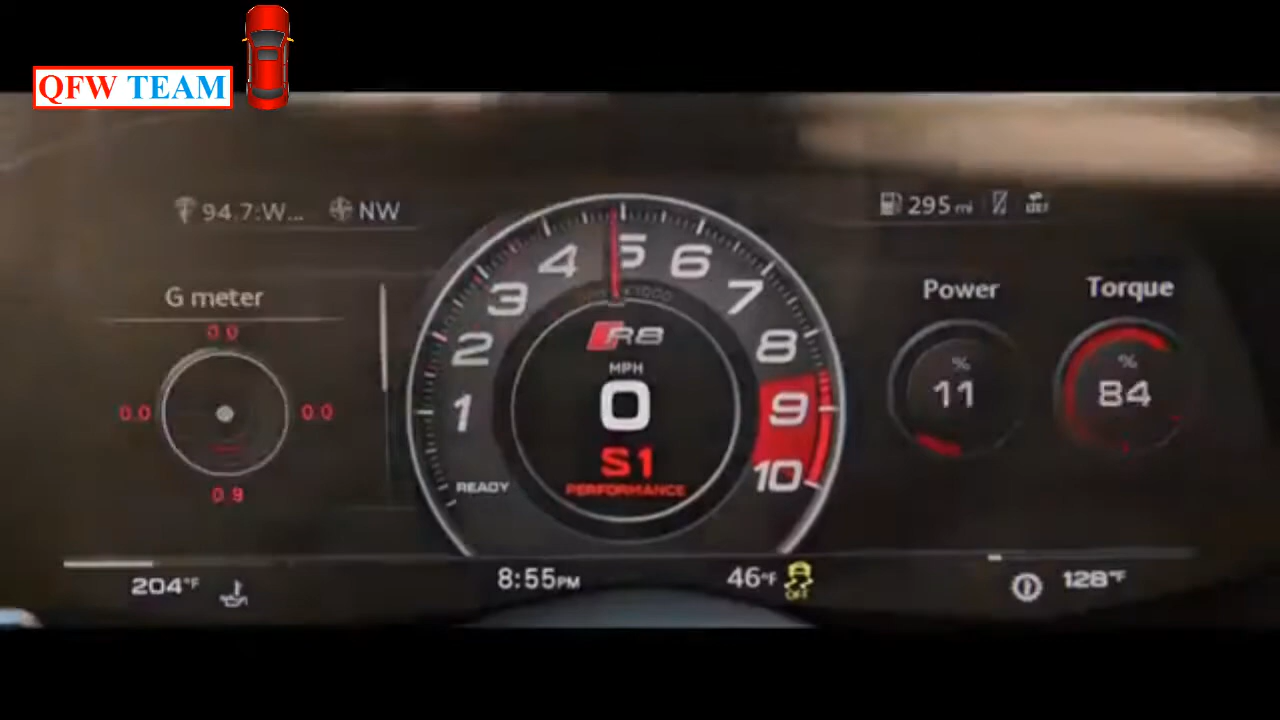 QFW TEAM
94.7:W... NW
295 mi
OFF
G meter
0.0
0.0 0.0
0.9
1 2 3 4 5 6 7 8 9 10
x1000
R8
MPH
0
S1
PERFORMANCE
READY
Power
%
11
Torque
%
84
204°F
8:55PM
46°F
OFF
128°F